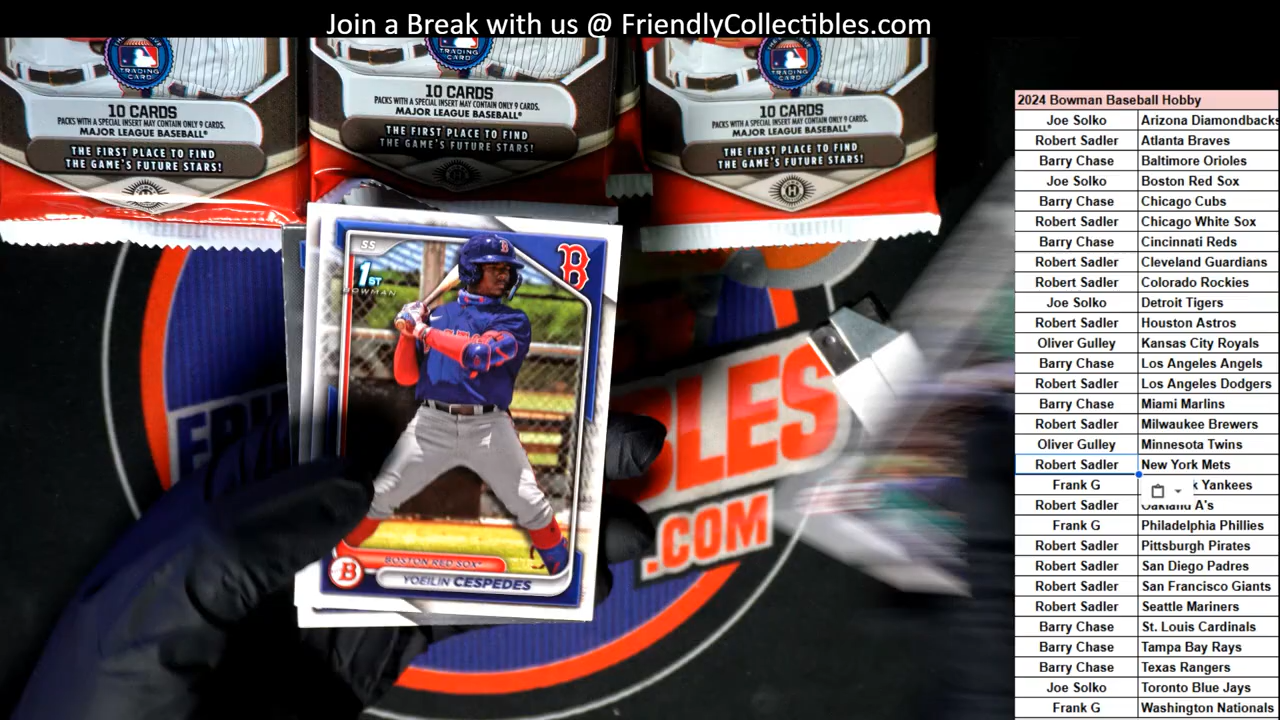 Join a Break with us @ FriendlyCollectibles.com
TRADING
CARD
10 CARDS
PACKS WITH A SPECIAL INSERT MAY CONTAIN ONLY 9 CARDS.
MAJOR LEAGUE BASEBALL®
THE FIRST PLACE TO FIND
THE GAME'S FUTURE STARS!
TRADING
CARD
10 CARDS
PACKS WITH A SPECIAL INSERT MAY CONTAIN ONLY 9 CARDS.
MAJOR LEAGUE BASEBALL®
THE FIRST PLACE TO FIND
THE GAME'S FUTURE STARS!
TRADING
CARD
10 CARDS
PACKS WITH A SPECIAL INSERT MAY CONTAIN ONLY 9 CARDS.
MAJOR LEAGUE BASEBALL®
THE FIRST PLACE TO FIND
THE GAME'S FUTURE STARS!
H
SS
1ST
BOWMAN
B
B
BOSTON RED SOX
B
YOEILIN CESPEDES
BLES
.COM
2024 Bowman Baseball Hobby
Joe Solko Arizona Diamondbacks
Robert Sadler Atlanta Braves
Barry Chase Baltimore Orioles
Joe Solko Boston Red Sox
Barry Chase Chicago Cubs
Robert Sadler Chicago White Sox
Barry Chase Cincinnati Reds
Robert Sadler Cleveland Guardians
Robert Sadler Colorado Rockies
Joe Solko Detroit Tigers
Robert Sadler Houston Astros
Oliver Gulley Kansas City Royals
Barry Chase Los Angeles Angels
Robert Sadler Los Angeles Dodgers
Barry Chase Miami Marlins
Robert Sadler Milwaukee Brewers
Oliver Gulley Minnesota Twins
Robert Sadler New York Mets
Frank G k Yankees
Robert Sadler Oakland A's
Frank G Philadelphia Phillies
Robert Sadler Pittsburgh Pirates
Robert Sadler San Diego Padres
Robert Sadler San Francisco Giants
Robert Sadler Seattle Mariners
Barry Chase St. Louis Cardinals
Barry Chase Tampa Bay Rays
Barry Chase Texas Rangers
Joe Solko Toronto Blue Jays
Frank G Washington Nationals